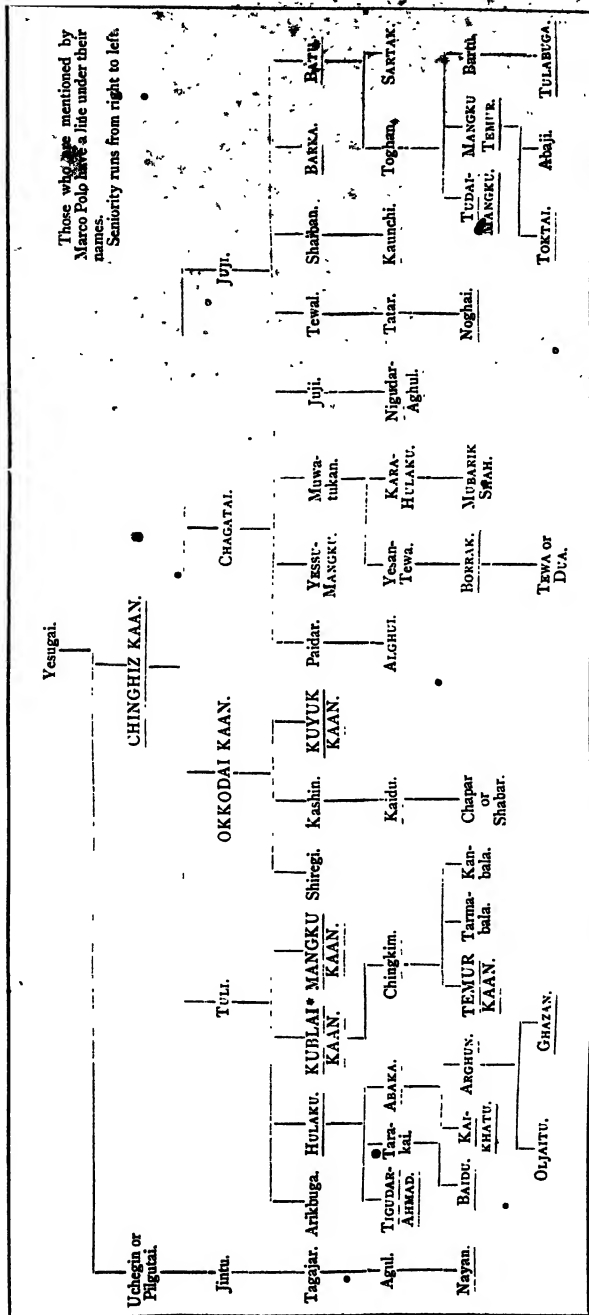 Those who are mentioned by
Marco Polo have a line under their
names.
Seniority runs from right to left.
Yesugai.
Uchegin or
Pilgutai.
CHINGHIZ KAAN.
Jintu.
TULI.
OKKODAI KAAN.
CHAGATAI.
JUJI.
Tagajar.
Arikbuga.
HULAKU.
KUBLAI*
KAAN.
MANGKU
KAAN.
Shiregi.
Kashin.
KUYUK
KAAN.
Paidar.
YESSU-
MANGKU.
Muwa-
tukan.
Juji.
Tewal.
Shaiban.
BARKA.
BATU.
Agul.
TIGUDAR-
AHMAD.
Tara-
kai.
ABAKA.
Chingkim.
Kaidu.
ALGHUI.
Yesan-
Tewa.
KARA-
HULAKU.
Nigudar-
Aghul.
Tatar.
Kaunchi.
Toghan.
SARTAK.
Nayan.
BAIDU.
KAI-
KHATU.
ARGHUN.
TEMUR
KAAN.
Tarma-
bala.
Kan-
bala.
Chapar
or
Shabar.
BORRAK.
MUBARIK
SHAH.
Noghai.
TUDAI-
MANGKU.
MANGKU
TEMUR.
Bartu.
OLJAITU.
GHAZAN.
TEWA or
DUA.
TOKTAI.
Abaji.
TULABUGA.